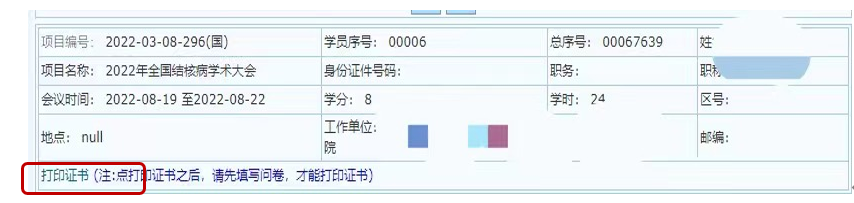 项目编号: 2022-03-08-296(国) 学员序号: 00006 总序号: 00067639 姓
项目名称: 2022年全国结核病学术大会 身份证件号码: 职务: 职称
会议时间: 2022-08-19 至2022-08-22 学分: 8 学时: 24 区号:
地点: null 工作单位: 邮编:
院
打印证书 (注:点打印证书之后, 请先填写问卷, 才能打印证书)